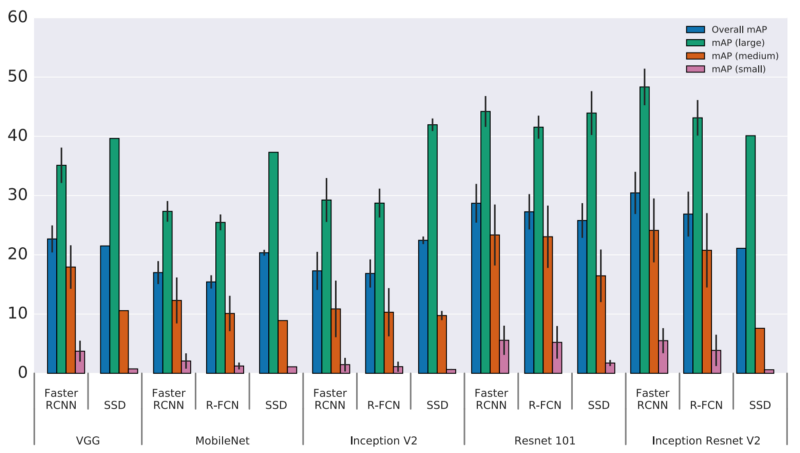 60
50
40
30
20
10
0
Overall mAP
mAP (large)
mAP (medium)
mAP (small)
Faster
RCNN
SSD
Faster
RCNN
R-FCN
SSD
Faster
RCNN
R-FCN
SSD
Faster
RCNN
R-FCN
SSD
Faster
RCNN
R-FCN
SSD
VGG
MobileNet
Inception V2
Resnet 101
Inception Resnet V2